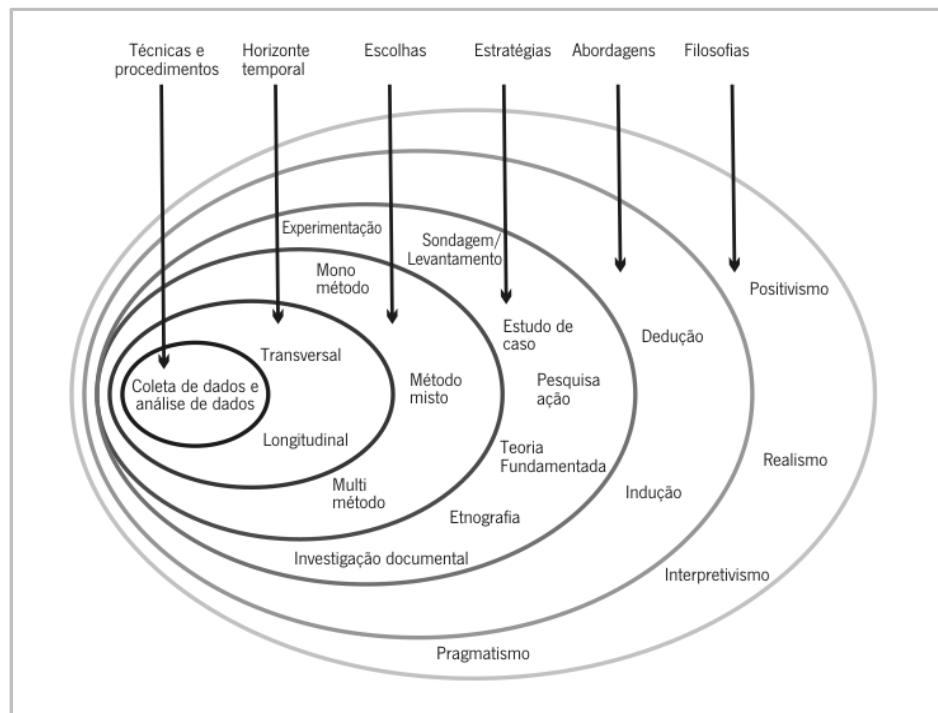 Técnicas e
procedimentos
Horizonte
temporal
Escolhas
Estratégias
Abordagens
Filosofias
Experimentação
Sondagem/
Levantamento
Mono
método
Positivismo
Estudo de
caso
Dedução
Transversal
Coleta de dados e
análise de dados
Método
misto
Pesquisa
ação
Longitudinal
Teoria
Fundamentada
Realismo
Multi
método
Indução
Etnografia
Investigação documental
Interpretivismo
Pragmatismo